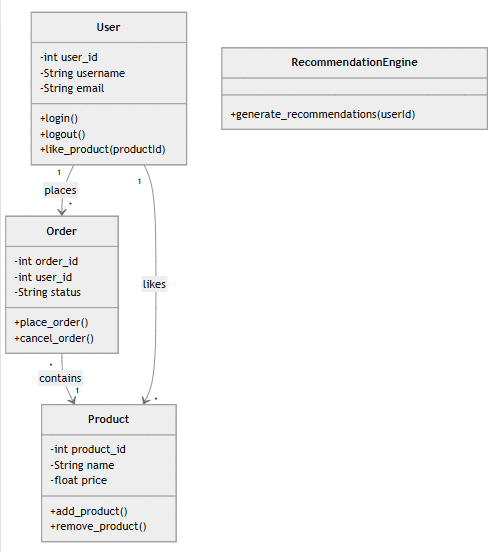 User
-int user_id
-String username
-String email
+login()
+logout()
+like_product(productId)
RecommendationEngine
+generate_recommendations(userId)
1
1
places
*
Order
-int order_id
-int user_id
-String status
+place_order()
+cancel_order()
likes
*
contains
1
*
Product
-int product_id
-String name
-float price
+add_product()
+remove_product()